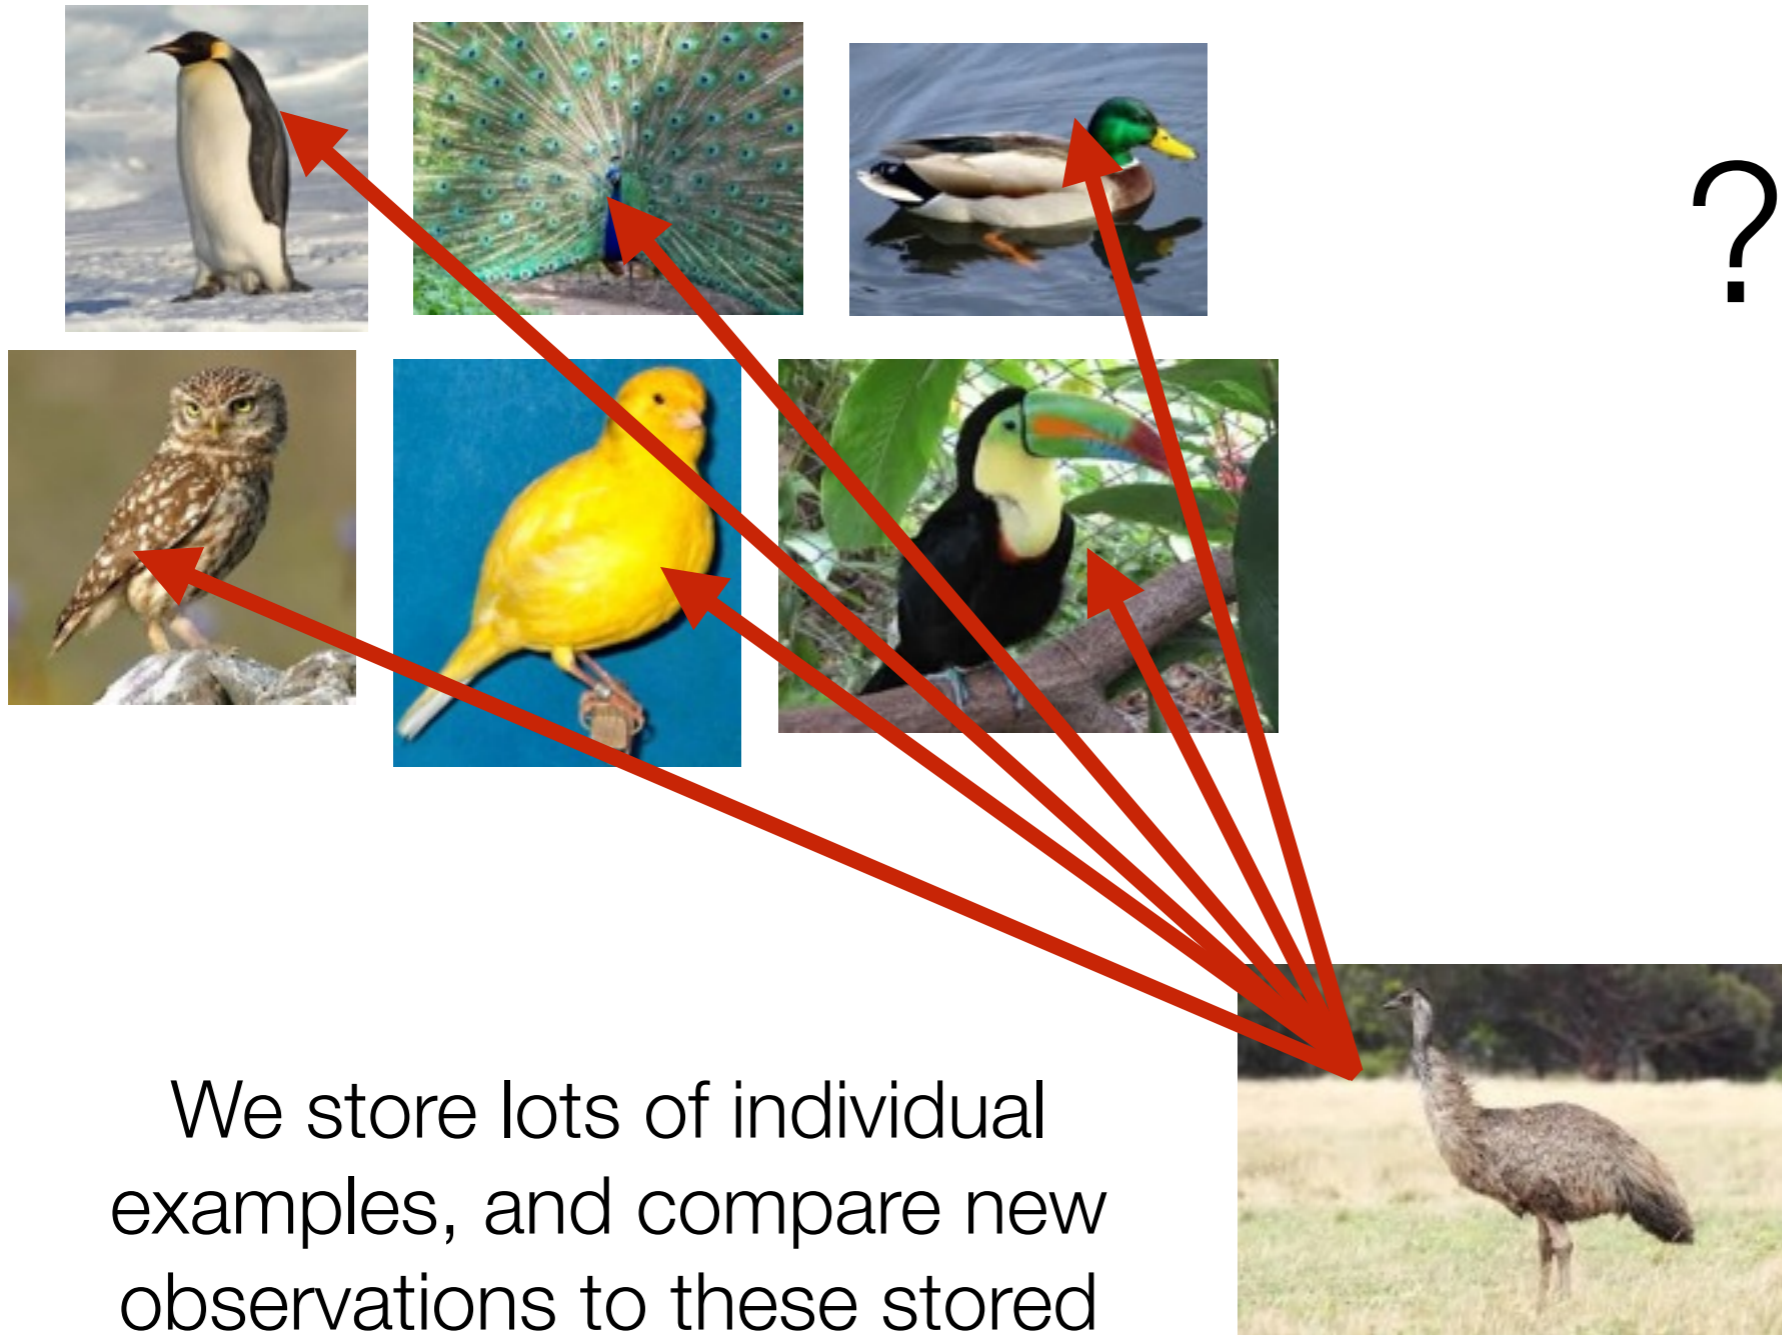 ?
We store lots of individual
examples, and compare new
observations to these stored